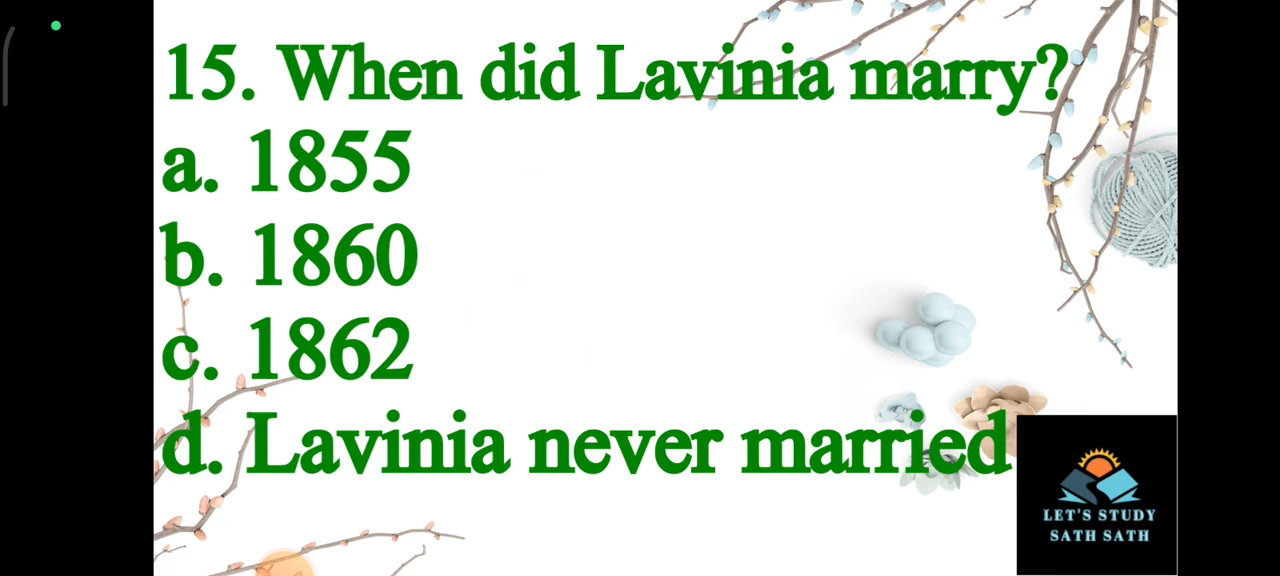 15. When did Lavinia marry?
a. 1855
b. 1860
c. 1862
d. Lavinia never married
LET'S STUDY
SATH SATH